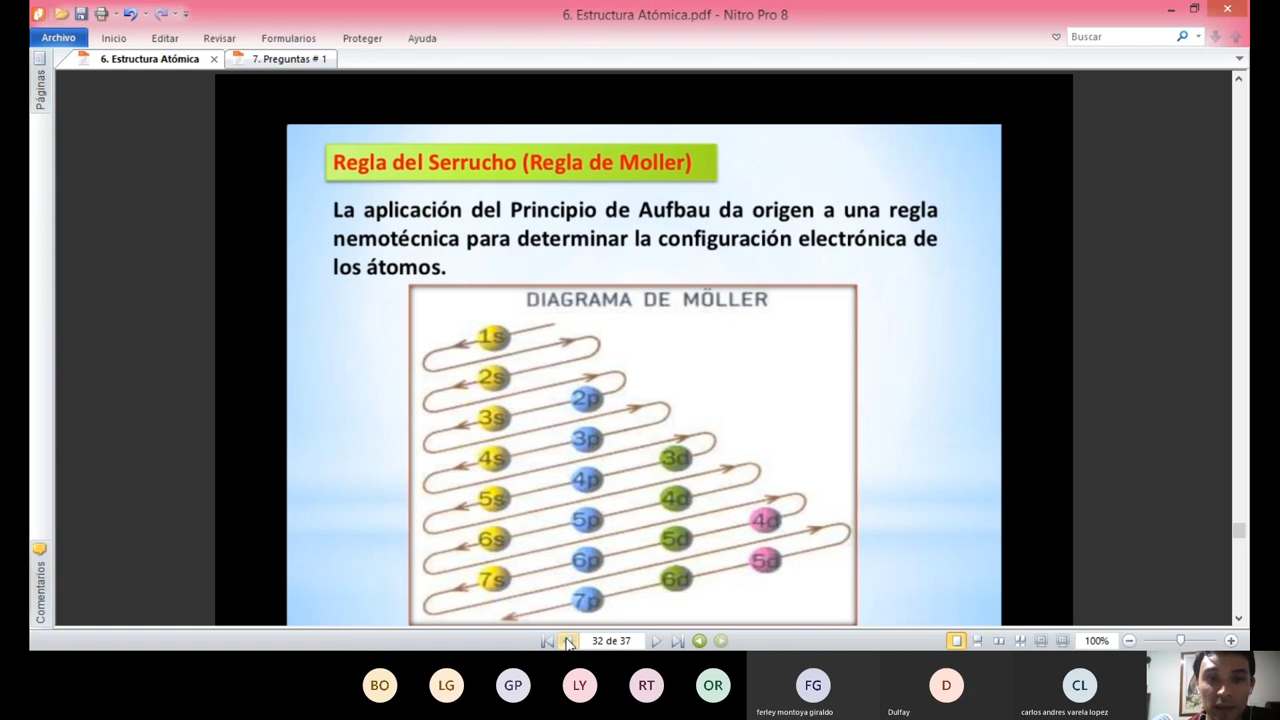 6. Estructura Atómica.pdf - Nitro Pro 8
Archivo Inicio Editar Revisar Formularios Proteger Ayuda Buscar
6. Estructura Atómica 7. Preguntas # 1
Páginas
Regla del Serrucho (Regla de Moller)
La aplicación del Principio de Aufbau da origen a una regla
nemotécnica para determinar la configuración electrónica de
los átomos.
DIAGRAMA DE MÖLLER
1s
2s
2p
3s
3p
4s 3d
4p
5s 4d
5p 4d
6s 5d
6p 5d
7s 6d
7p
Comentarios
32 de 37 100%
BO LG GP LY RT OR FG D CL
ferley montoya giraldo Dulfay carlos andres varela lopez